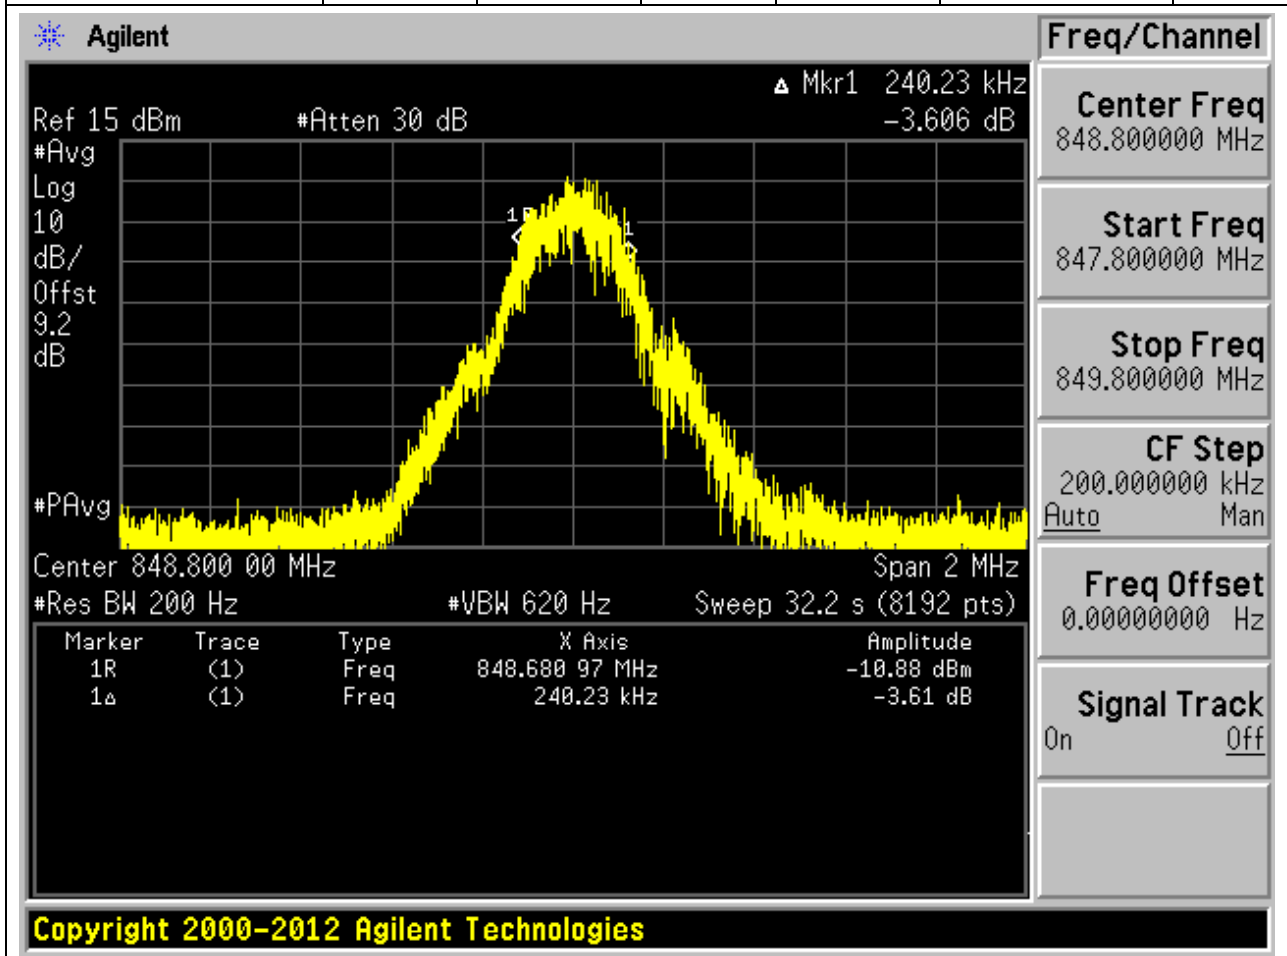 Agilent
Freq/Channel
▵ Mkr1 240.23 kHz
Ref 15 dBm #Atten 30 dB -3.606 dB
#Avg
Log
10
dB/
Offst
9.2
dB
1R
1
#PAvg
Center 848.800 00 MHz Span 2 MHz
#Res BW 200 Hz #VBW 620 Hz Sweep 32.2 s (8192 pts)
Marker Trace Type X Axis Amplitude
1R (1) Freq 848.680 97 MHz -10.88 dBm
1▵ (1) Freq 240.23 kHz -3.61 dB
Center Freq
848.800000 MHz
Start Freq
847.800000 MHz
Stop Freq
849.800000 MHz
CF Step
200.000000 kHz
Auto Man
Freq Offset
0.00000000 Hz
Signal Track
On Off
Copyright 2000-2012 Agilent Technologies